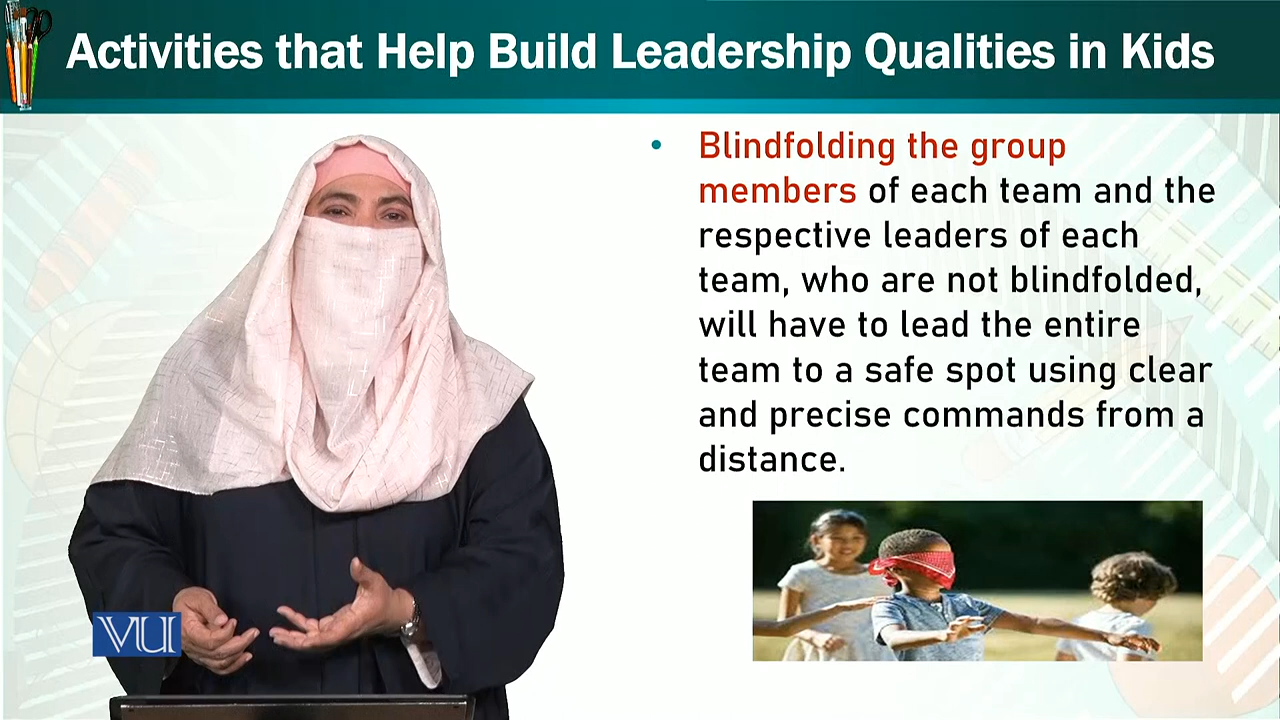 Activities that Help Build Leadership Qualities in Kids
• Blindfolding the group
members of each team and the
respective leaders of each
team, who are not blindfolded,
will have to lead the entire
team to a safe spot using clear
and precise commands from a
distance.
VU